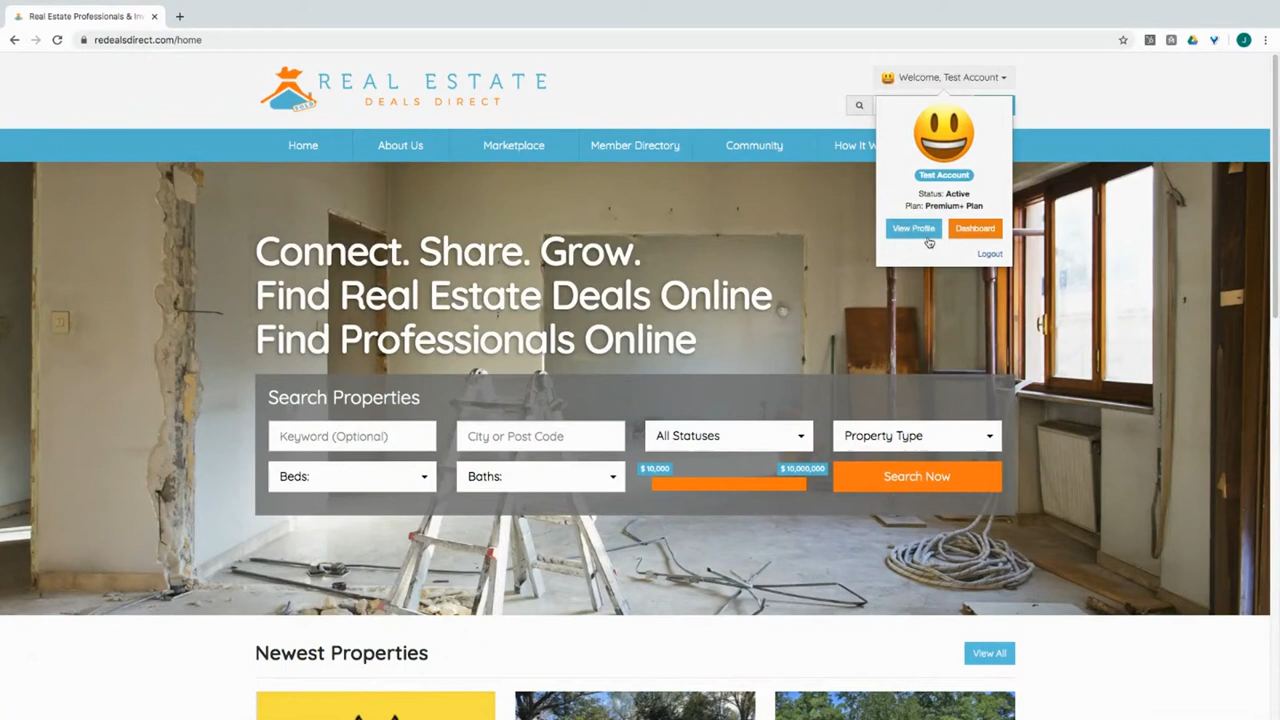 Real Estate Professionals & Inv
redealsdirect.com/home
J
REAL ESTATE
DEALS DIRECT
SOLD
Welcome, Test Account
Home
About Us
Marketplace
Member Directory
Community
How It W
Test Account
Status: Active
Plan: Premium+ Plan
View Profile
Dashboard
Logout
Connect. Share. Grow.
Find Real Estate Deals Online
Find Professionals Online
Search Properties
Keyword (Optional)
City or Post Code
All Statuses
Property Type
Beds:
Baths:
$ 10,000
$ 10,000,000
Search Now
Newest Properties
View All